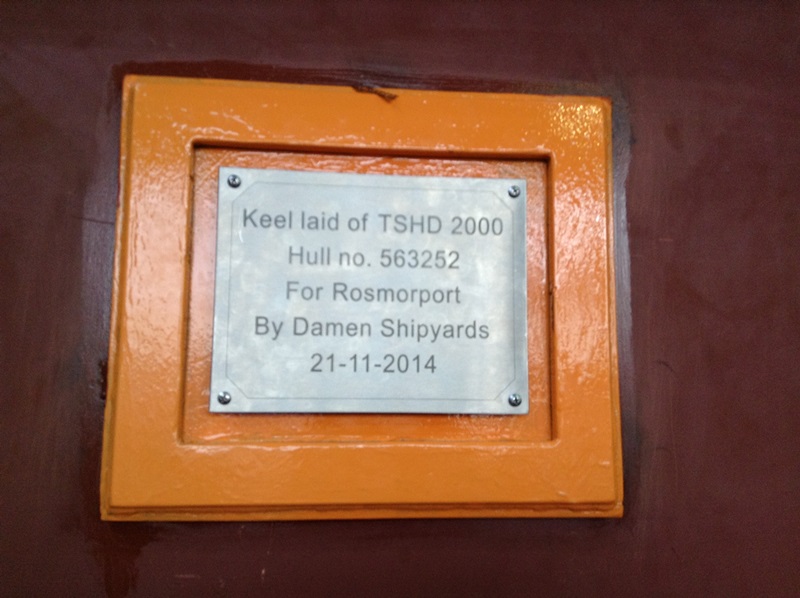 Keel laid of TSHD 2000
Hull no. 563252
For Rosmorport
By Damen Shipyards
21-11-2014